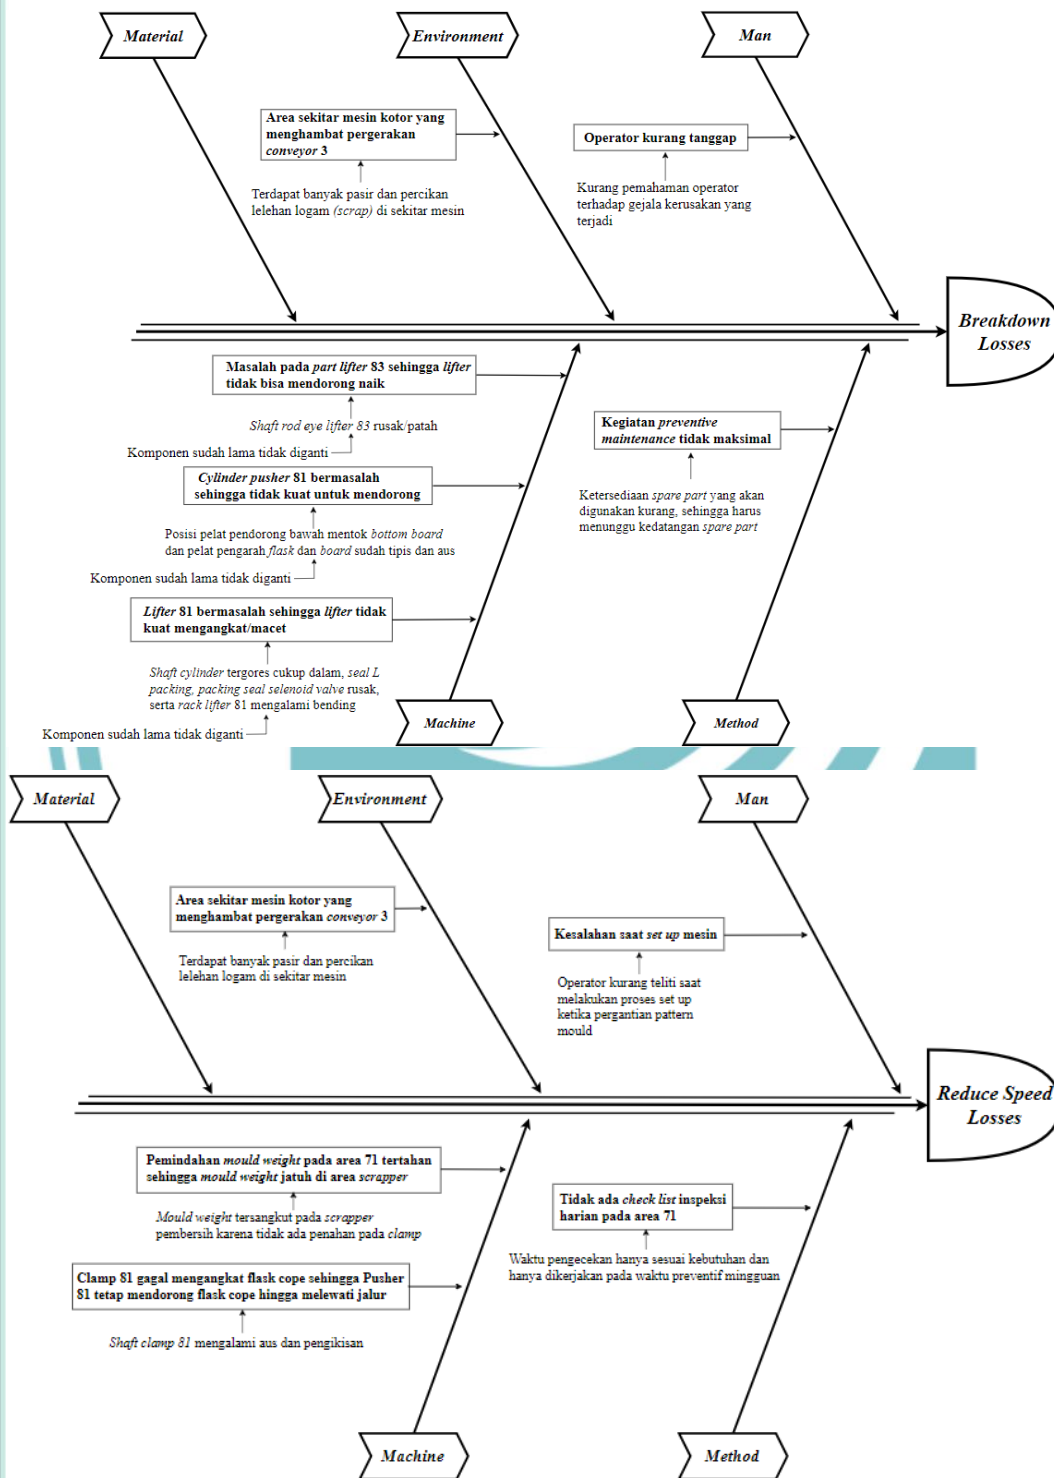 Material
Environment
Man
Area sekitar mesin kotor yang
menghambat pergerakan
conveyor 3
Terdapat banyak pasir dan percikan
lelehan logam (scrap) di sekitar mesin
Operator kurang tanggap
Kurang pemahaman operator
terhadap gejala kerusakan yang
terjadi
Breakdown
Losses
Masalah pada part lifter 83 sehingga lifter
tidak bisa mendorong naik
Shaft rod eye lifter 83 rusak/patah
Komponen sudah lama tidak diganti
Cylinder pusher 81 bermasalah
sehingga tidak kuat untuk mendorong
Posisi pelat pendorong bawah mentok bottom board
dan pelat pengarah flask dan board sudah tipis dan aus
Komponen sudah lama tidak diganti
Lifter 81 bermasalah sehingga lifter tidak
kuat mengangkat/macet
Shaft cylinder tergores cukup dalam, seal L
packing, packing seal selenoid valve rusak,
serta rack lifter 81 mengalami bending
Komponen sudah lama tidak diganti
Kegiatan preventive
maintenance tidak maksimal
Ketersediaan spare part yang akan
digunakan kurang, sehingga harus
menunggu kedatangan spare part
Machine
Method
Material
Environment
Man
Area sekitar mesin kotor yang
menghambat pergerakan conveyor 3
Terdapat banyak pasir dan percikan
lelehan logam di sekitar mesin
Kesalahan saat set up mesin
Operator kurang teliti saat
melakukan proses set up
ketika pergantian pattern
mould
Reduce Speed
Losses
Pemindahan mould weight pada area 71 tertahan
sehingga mould weight jatuh di area scrapper
Mould weight tersangkut pada scrapper
pembersih karena tidak ada penahan pada clamp
Clamp 81 gagal mengangkat flask cope sehingga Pusher
81 tetap mendorong flask cope hingga melewati jalur
Shaft clamp 81 mengalami aus dan pengikisan
Tidak ada check list inspeksi
harian pada area 71
Waktu pengecekan hanya sesuai kebutuhan dan
hanya dikerjakan pada waktu preventif mingguan
Machine
Method